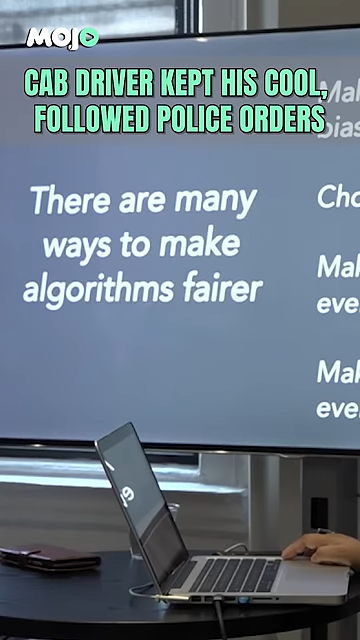 MOJO
CAB DRIVER KEPT HIS COOL,
FOLLOWED POLICE ORDERS
There are many
ways to make
algorithms fairer